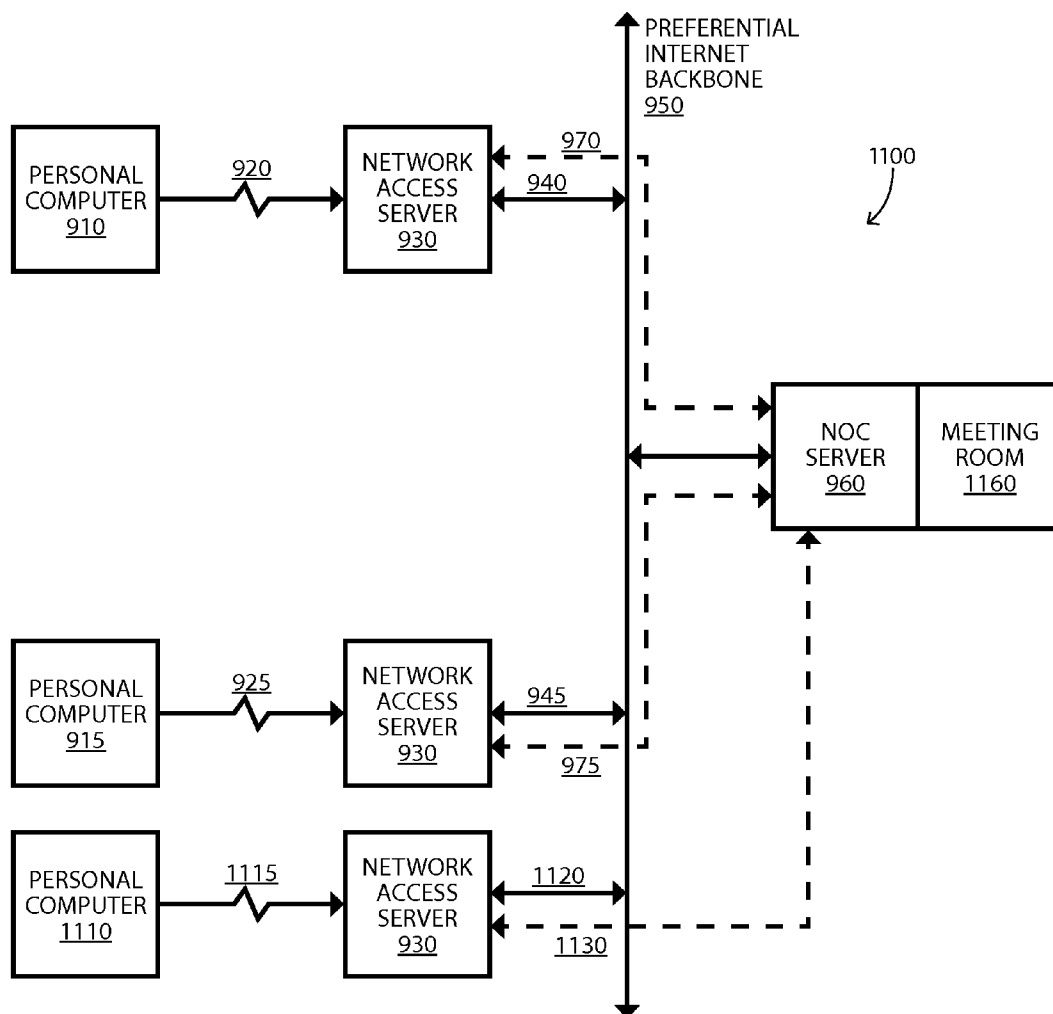 PREFERENTIAL
INTERNET
BACKBONE
950
1100
PERSONAL
COMPUTER
910
920
NETWORK
ACCESS
SERVER
930
970
940
NOC
SERVER
960
MEETING
ROOM
1160
PERSONAL
COMPUTER
915
925
NETWORK
ACCESS
SERVER
930
945
975
PERSONAL
COMPUTER
1110
1115
NETWORK
ACCESS
SERVER
930
1120
1130